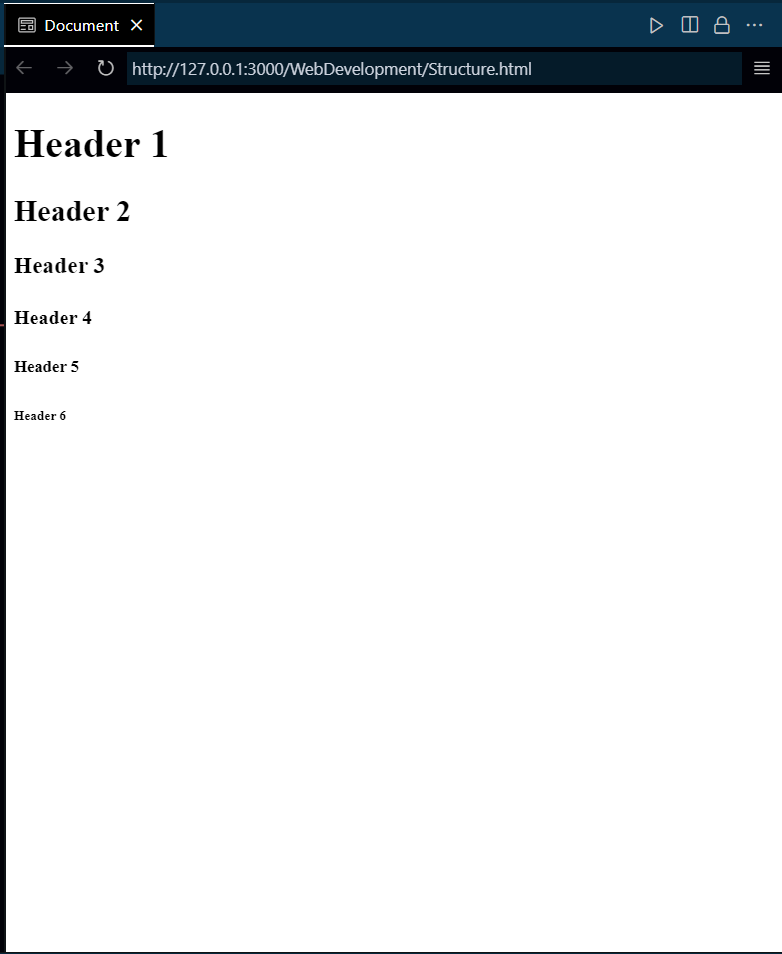 Document
http://127.0.0.1:3000/WebDevelopment/Structure.html
Header 1
Header 2
Header 3
Header 4
Header 5
Header 6